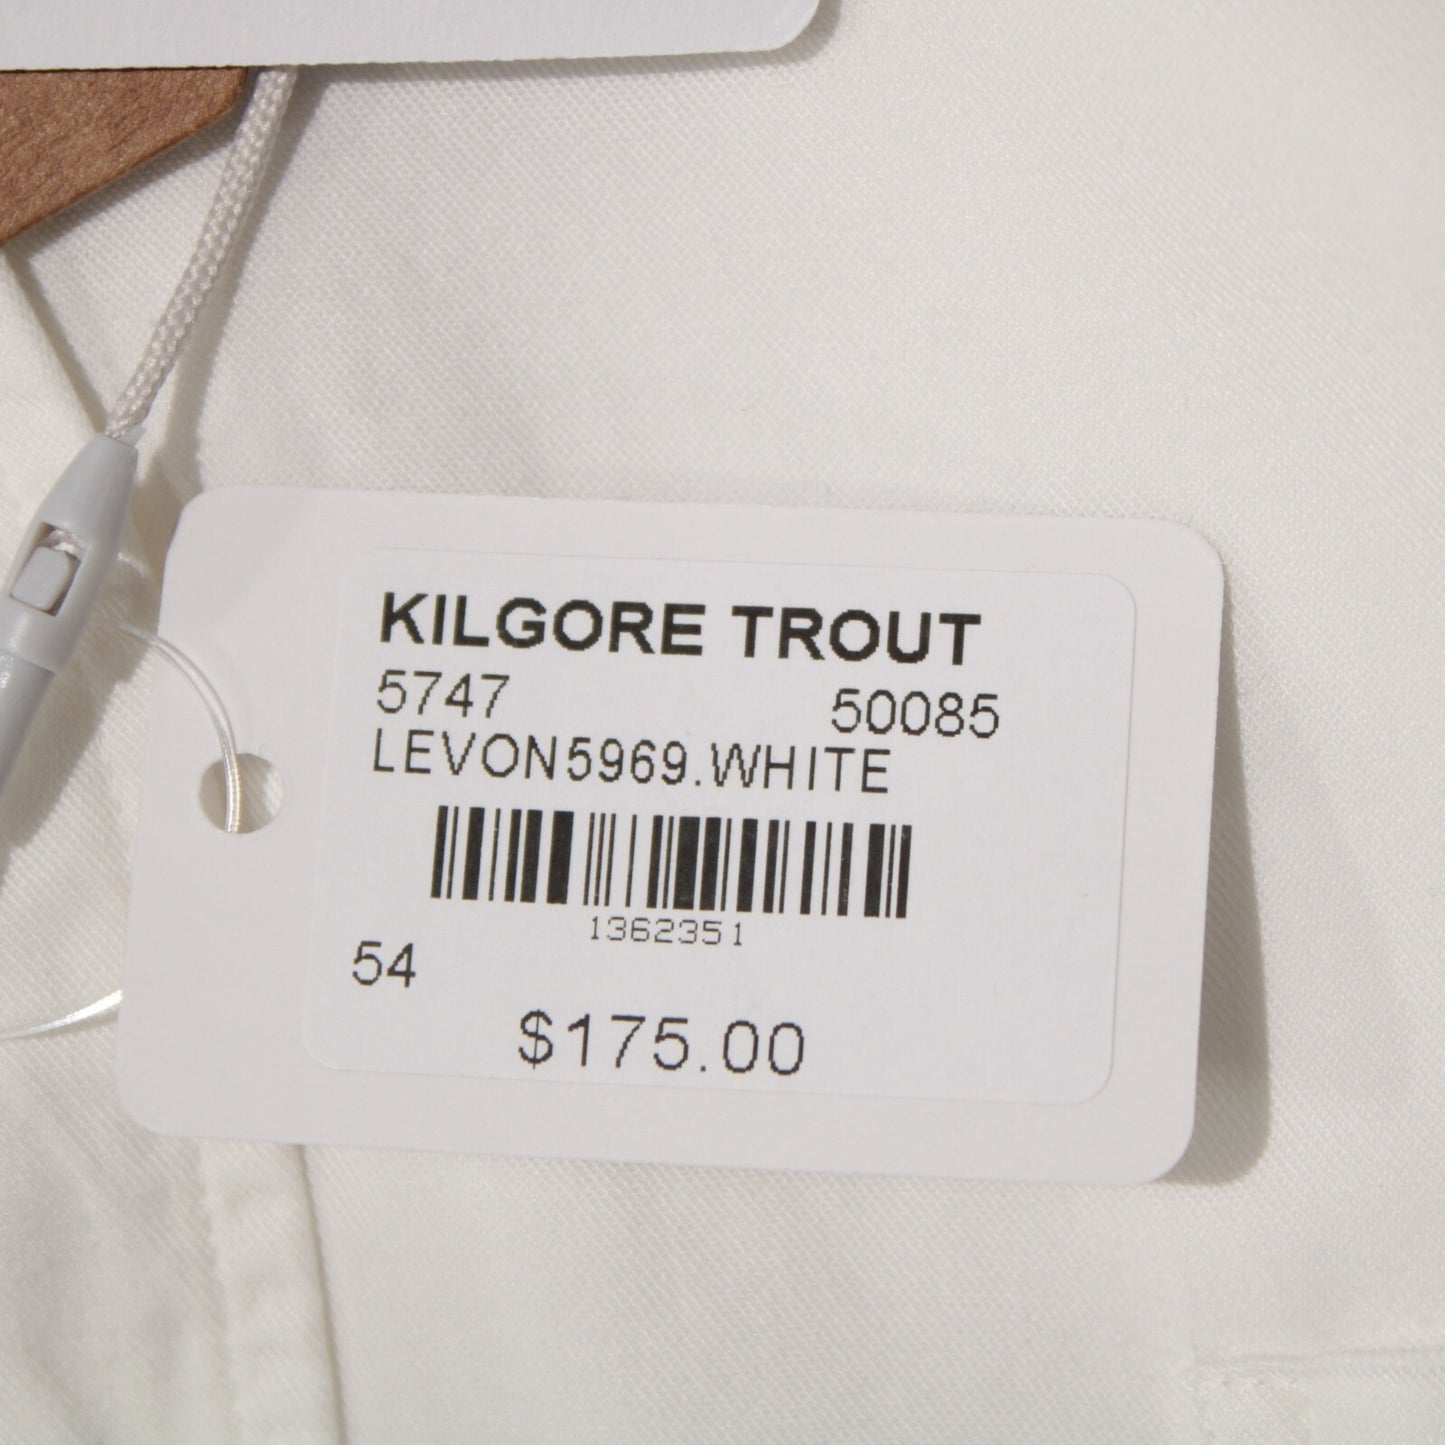 KILGORE TROUT
5747 50085
LEVON5969.WHITE
1362351
54
$175.00